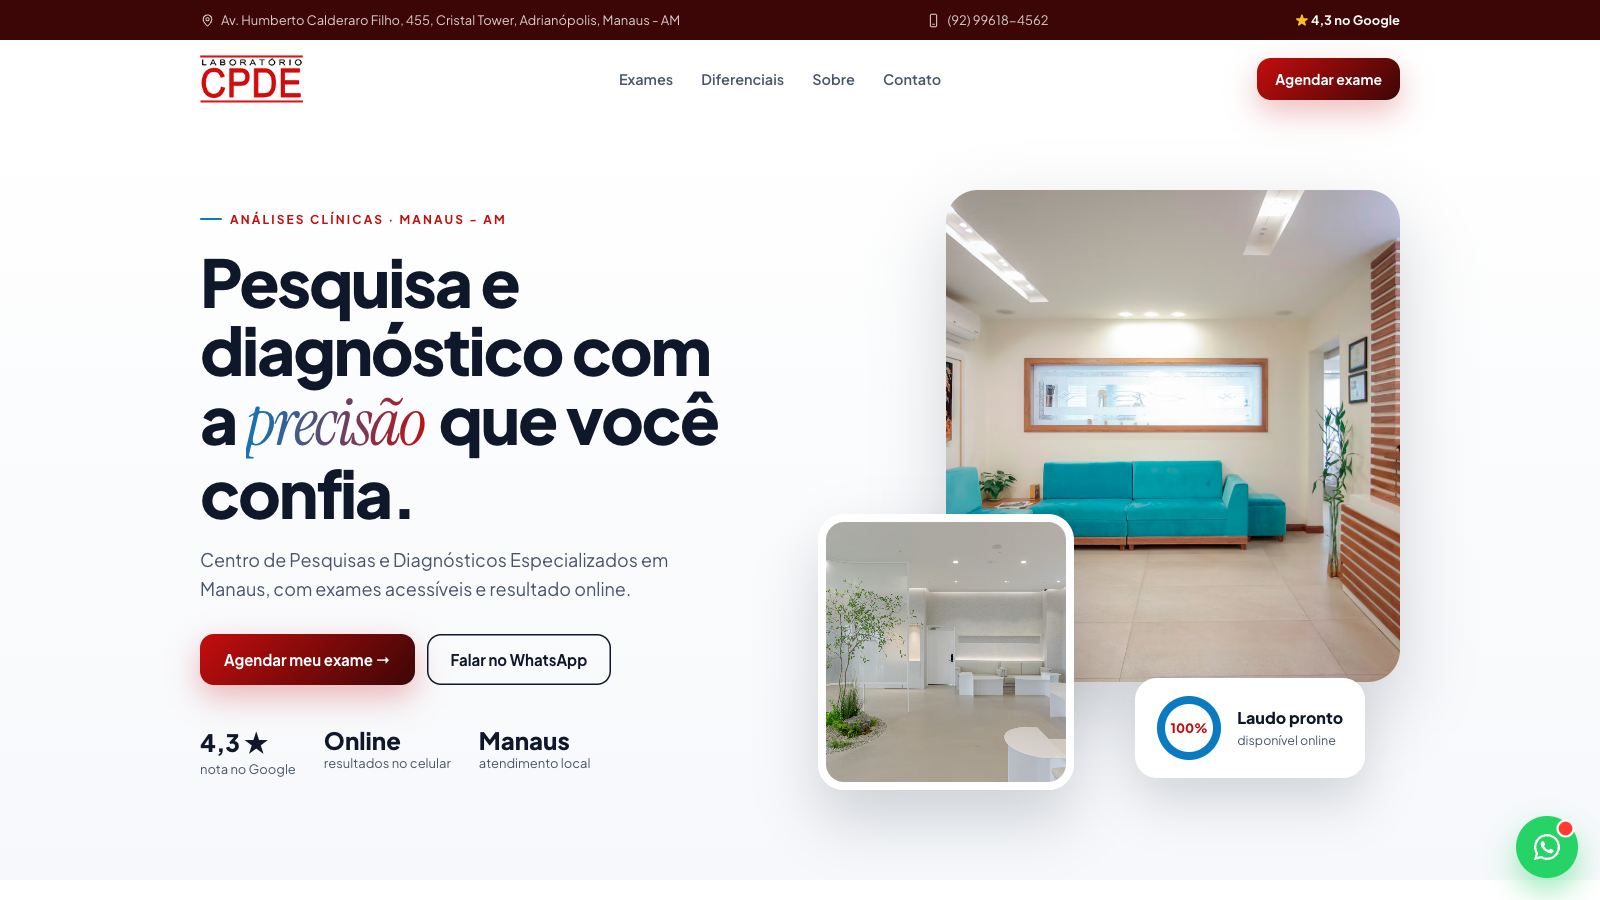 Av. Humberto Calderaro Filho, 455, Cristal Tower, Adrianópolis, Manaus - AM
(92) 99618-4562
★ 4,3 no Google
LABORATÓRIO
CPDE
Exames
Diferenciais
Sobre
Contato
Agendar exame
ANÁLISES CLÍNICAS · MANAUS - AM
Pesquisa e
diagnóstico com
a precisão que você
confia.
Centro de Pesquisas e Diagnósticos Especializados em
Manaus, com exames acessíveis e resultado online.
Agendar meu exame →
Falar no WhatsApp
4,3 ★
nota no Google
Online
resultados no celular
Manaus
atendimento local
100%
Laudo pronto
disponível online